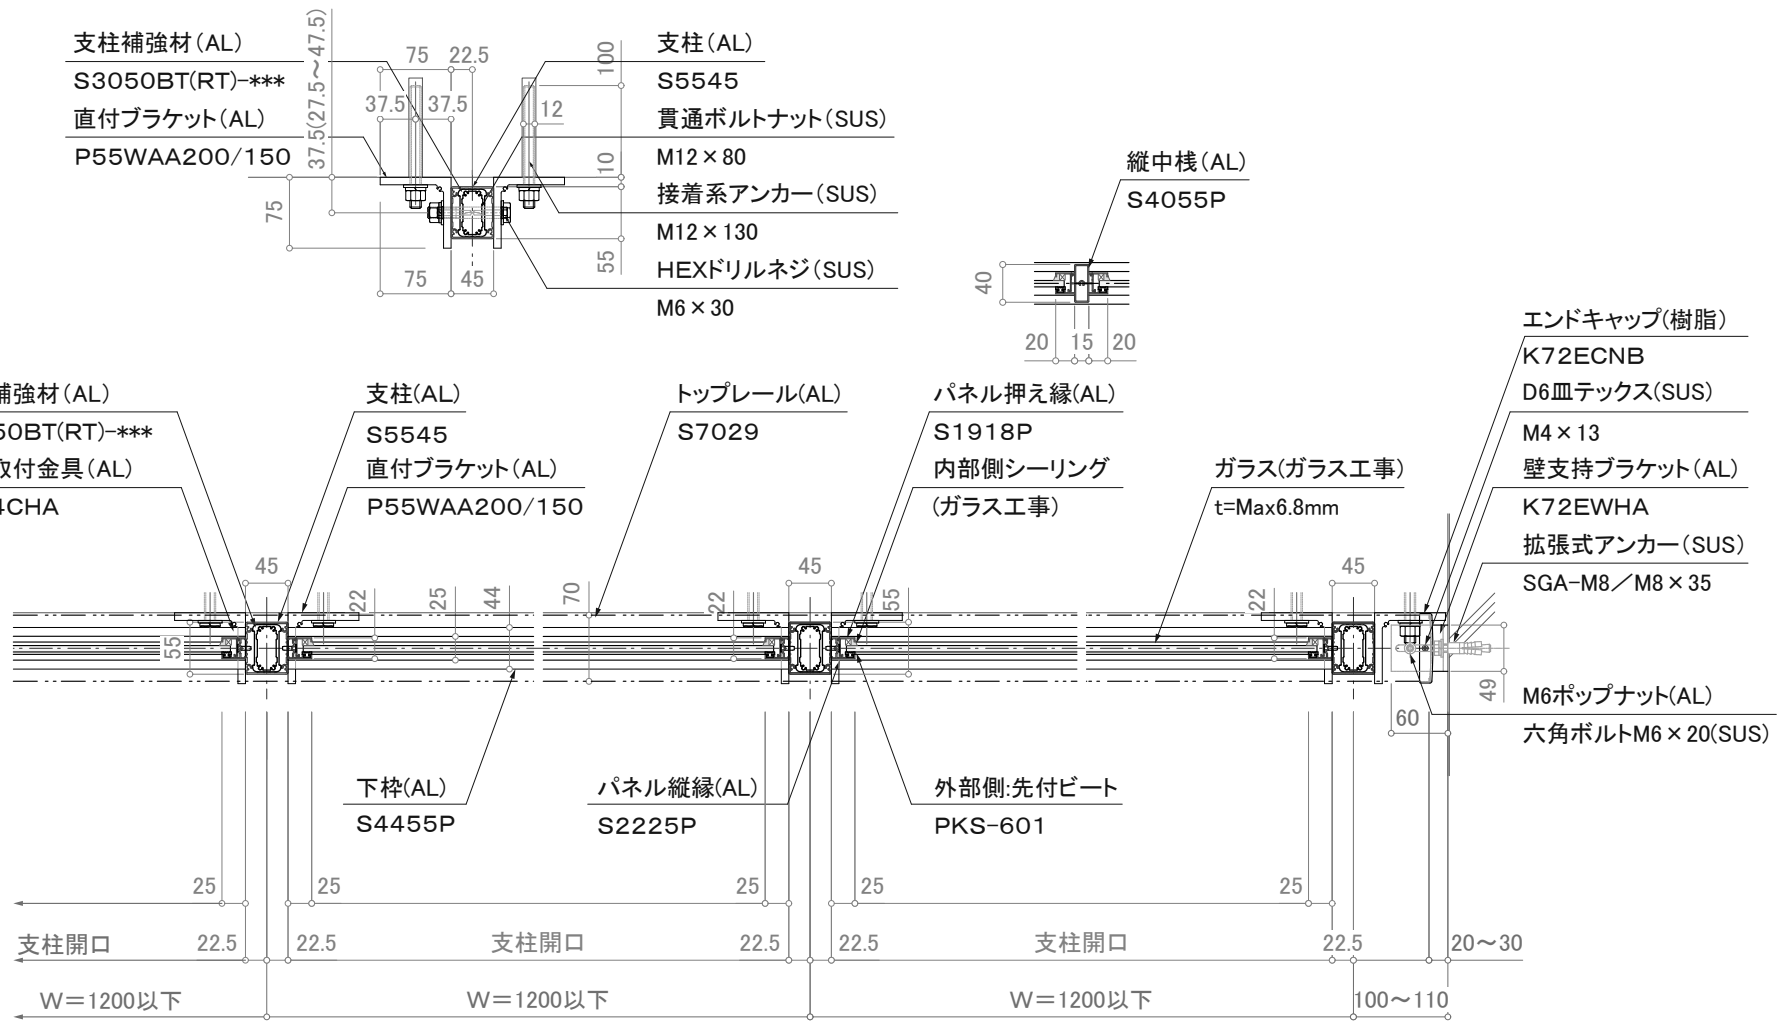 支柱補強材(AL)
S3050BT(RT)-***
直付ブラケット(AL)
P55WAA200/150
37.5(27.5～47.5)
75
22.5
37.5
37.5
12
100
10
55
75
75
45
支柱(AL)
S5545
貫通ボルトナット(SUS)
M12×80
接着系アンカー(SUS)
M12×130
HEXドリルネジ(SUS)
M6×30
縦中桟(AL)
S4055P
40
20
15
20
エンドキャップ(樹脂)
K72ECNB
D6皿テックス(SUS)
M4×13
壁支持ブラケット(AL)
K72EWHA
拡張式アンカー(SUS)
SGA-M8／M8×35
補強材(AL)
50BT(RT)-***
取付金具(AL)
4CHA
支柱(AL)
S5545
直付ブラケット(AL)
P55WAA200/150
トップレール(AL)
S7029
パネル押え縁(AL)
S1918P
内部側シーリング
(ガラス工事)
ガラス(ガラス工事)
t=Max6.8mm
45
45
45
55
22
25
44
70
22
55
22
49
60
M6ポップナット(AL)
六角ボルトM6×20(SUS)
下枠(AL)
S4455P
パネル縦縁(AL)
S2225P
外部側:先付ビート
PKS-601
25
25
25
25
25
支柱開口
22.5
22.5
支柱開口
22.5
22.5
支柱開口
22.5
20～30
W＝1200以下
W＝1200以下
W＝1200以下
100～110